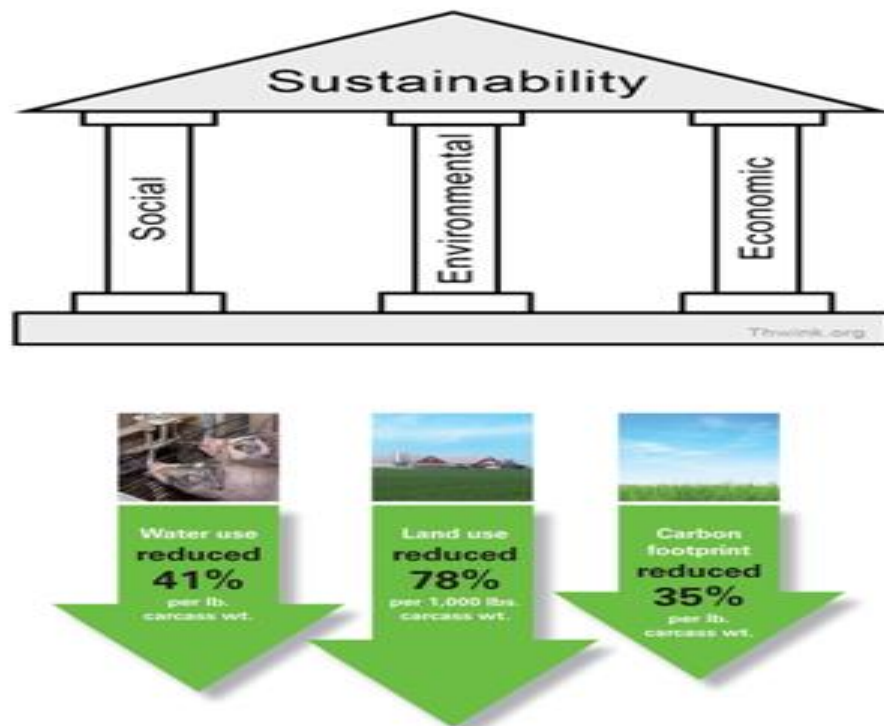 Sustainability
Social
Environmental
Economic
Thwink.org
Water use
reduced
41%
per lb.
carcass wt.
Land use
reduced
78%
per 1,000 lbs.
carcass wt.
Carbon
footprint
reduced
35%
per lb.
carcass wt.